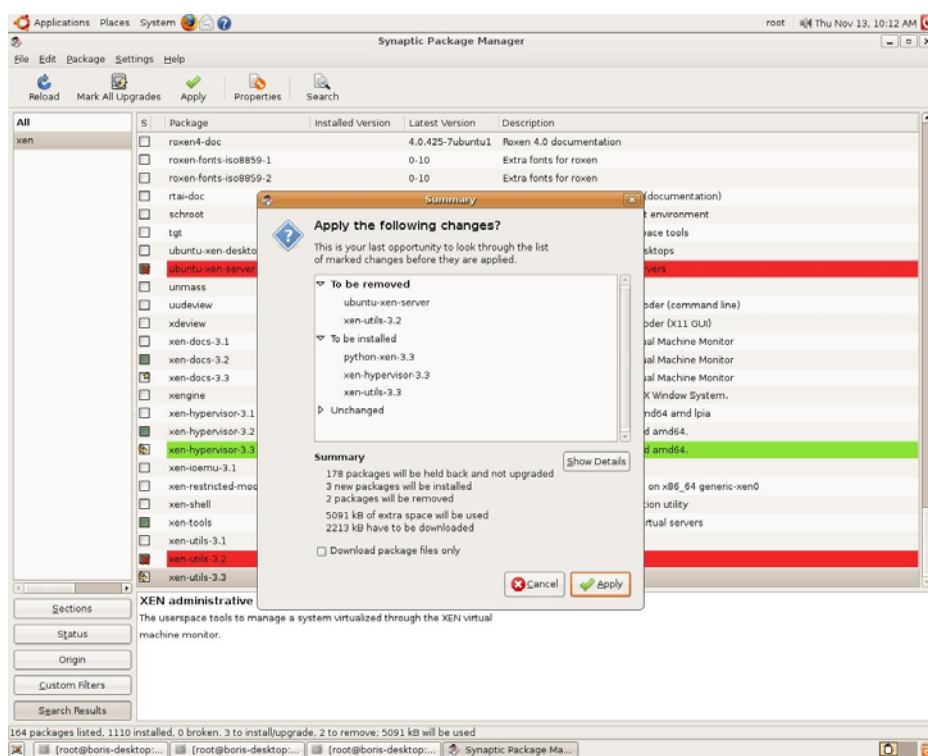 Applications Places System root Thu Nov 13, 10:12 AM
Synaptic Package Manager
File Edit Package Settings Help
Reload Mark All Upgrades Apply Properties Search
All
xen
S Package Installed Version Latest Version Description
roxen4-doc 4.0.425-7ubuntu1 Roxen 4.0 documentation
roxen-fonts-iso8859-1 0-10 Extra fonts for roxen
roxen-fonts-iso8859-2 0-10 Extra fonts for roxen
rtai-doc (documentation)
schroot t environment
tgt pace tools
ubuntu-xen-deskto sktops
ubuntu-xen-server rvers
unmass
uudeview oder (command line)
xdeview oder (X11 GUI)
xen-docs-3.1 ual Machine Monitor
xen-docs-3.2 ual Machine Monitor
xen-docs-3.3 ual Machine Monitor
xengine X Window System.
xen-hypervisor-3.1 nd64 amd lpia
xen-hypervisor-3.2 d amd64.
xen-hypervisor-3.3 d amd64.
xen-ioemu-3.1
xen-restricted-mod on x86_64 generic-xen0
xen-shell tion utility
xen-tools rtual servers
xen-utils-3.1
xen-utils-3.2
xen-utils-3.3
Summary
Apply the following changes?
This is your last opportunity to look through the list
of marked changes before they are applied.
To be removed
ubuntu-xen-server
xen-utils-3.2
To be installed
python-xen-3.3
xen-hypervisor-3.3
xen-utils-3.3
Unchanged
Summary
Show Details
178 packages will be held back and not upgraded
3 new packages will be installed
2 packages will be removed
5091 kB of extra space will be used
2213 kB have to be downloaded
Download package files only
Cancel Apply
Sections
Status
Origin
Custom Filters
Search Results
XEN administrative
The userspace tools to manage a system virtualized through the XEN virtual
machine monitor.
164 packages listed, 1110 installed, 0 broken. 3 to install/upgrade, 2 to remove; 5091 kB will be used
[root@boris-desktop:... [root@boris-desktop:... [root@boris-desktop:... Synaptic Package Ma...